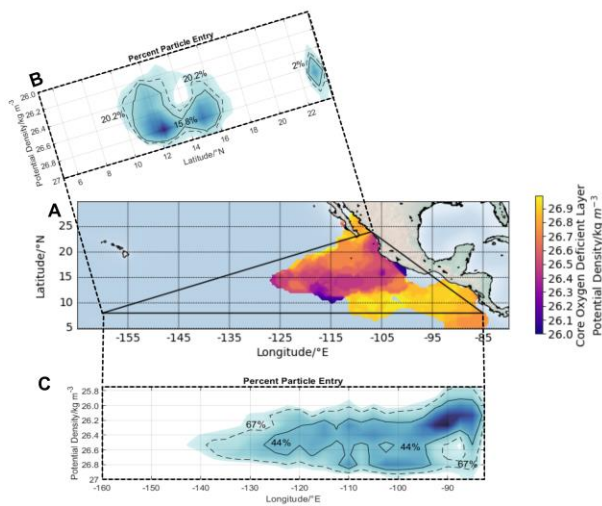 B
Percent Particle Entry
26.0
26.2
26.4
26.6
26.8
27
Potential Density/kg m⁻³
20.2%
20.2%
15.8%
2%
6 8 10 12 14 16 18 20 22
Latitude/°N
A
25
20
15
10
5
Latitude/°N
-155 -145 -135 -125 -115 -105 -95 -85
Longitude/°E
26.9
26.8
26.7
26.6
26.5
26.4
26.3
26.2
26.1
26.0
Core Oxygen Deficient Layer
Potential Density/kg m⁻³
C
Percent Particle Entry
25.8
26.0
26.2
26.4
26.6
26.8
27
Potential Density/kg m⁻³
67%
44%
44%
67%
-160 -150 -140 -130 -120 -110 -100 -90
Longitude/°E